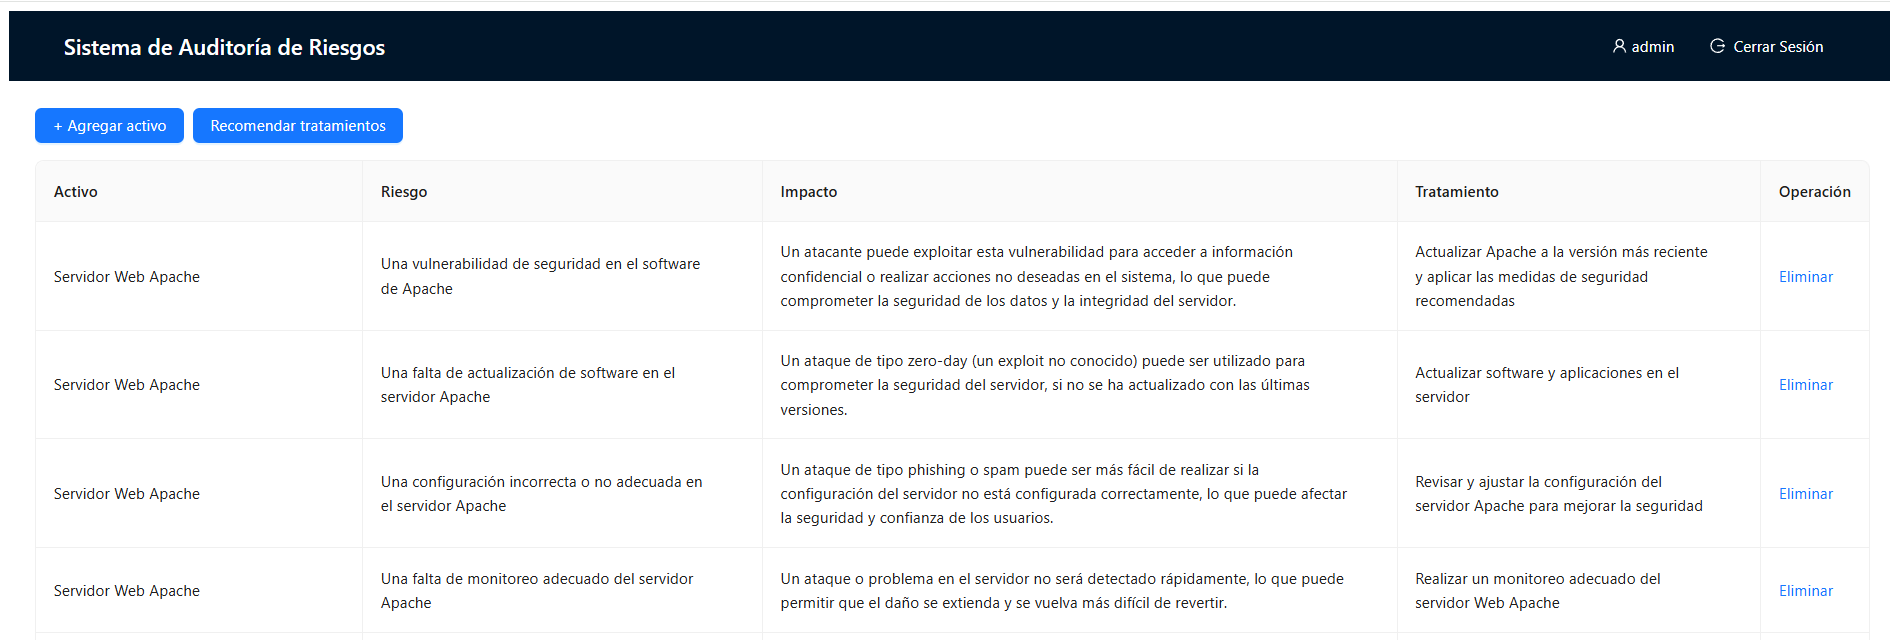 Sistema de Auditoría de Riesgos
admin
Cerrar Sesión
+ Agregar activo
Recomendar tratamientos
Activo
Riesgo
Impacto
Tratamiento
Operación
Servidor Web Apache
Una vulnerabilidad de seguridad en el software
de Apache
Un atacante puede exploitar esta vulnerabilidad para acceder a información
confidencial o realizar acciones no deseadas en el sistema, lo que puede
comprometer la seguridad de los datos y la integridad del servidor.
Actualizar Apache a la versión más reciente
y aplicar las medidas de seguridad
recomendadas
Eliminar
Servidor Web Apache
Una falta de actualización de software en el
servidor Apache
Un ataque de tipo zero-day (un exploit no conocido) puede ser utilizado para
comprometer la seguridad del servidor, si no se ha actualizado con las últimas
versiones.
Actualizar software y aplicaciones en el
servidor
Eliminar
Servidor Web Apache
Una configuración incorrecta o no adecuada en
el servidor Apache
Un ataque de tipo phishing o spam puede ser más fácil de realizar si la
configuración del servidor no está configurada correctamente, lo que puede afectar
la seguridad y confianza de los usuarios.
Revisar y ajustar la configuración del
servidor Apache para mejorar la seguridad
Eliminar
Servidor Web Apache
Una falta de monitoreo adecuado del servidor
Apache
Un ataque o problema en el servidor no será detectado rápidamente, lo que puede
permitir que el daño se extienda y se vuelva más difícil de revertir.
Realizar un monitoreo adecuado del
servidor Web Apache
Eliminar